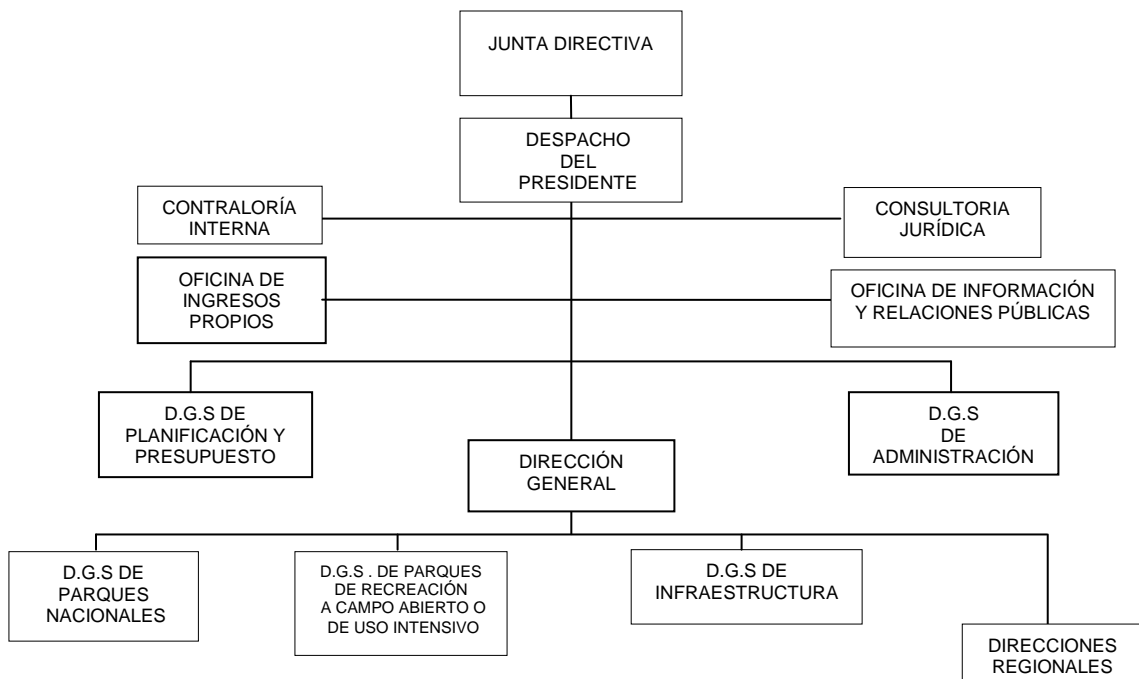 JUNTA DIRECTIVA
DESPACHO
DEL
PRESIDENTE
CONTRALORÍA
INTERNA
CONSULTORIA
JURÍDICA
OFICINA DE
INGRESOS
PROPIOS
OFICINA DE INFORMACIÓN
Y RELACIONES PÚBLICAS
D.G.S DE
PLANIFICACIÓN Y
PRESUPUESTO
D.G.S
DE
ADMINISTRACIÓN
DIRECCIÓN
GENERAL
D.G.S DE
PARQUES
NACIONALES
D.G.S . DE PARQUES
DE RECREACIÓN
A CAMPO ABIERTO O
DE USO INTENSIVO
D.G.S DE
INFRAESTRUCTURA
DIRECCIONES
REGIONALES